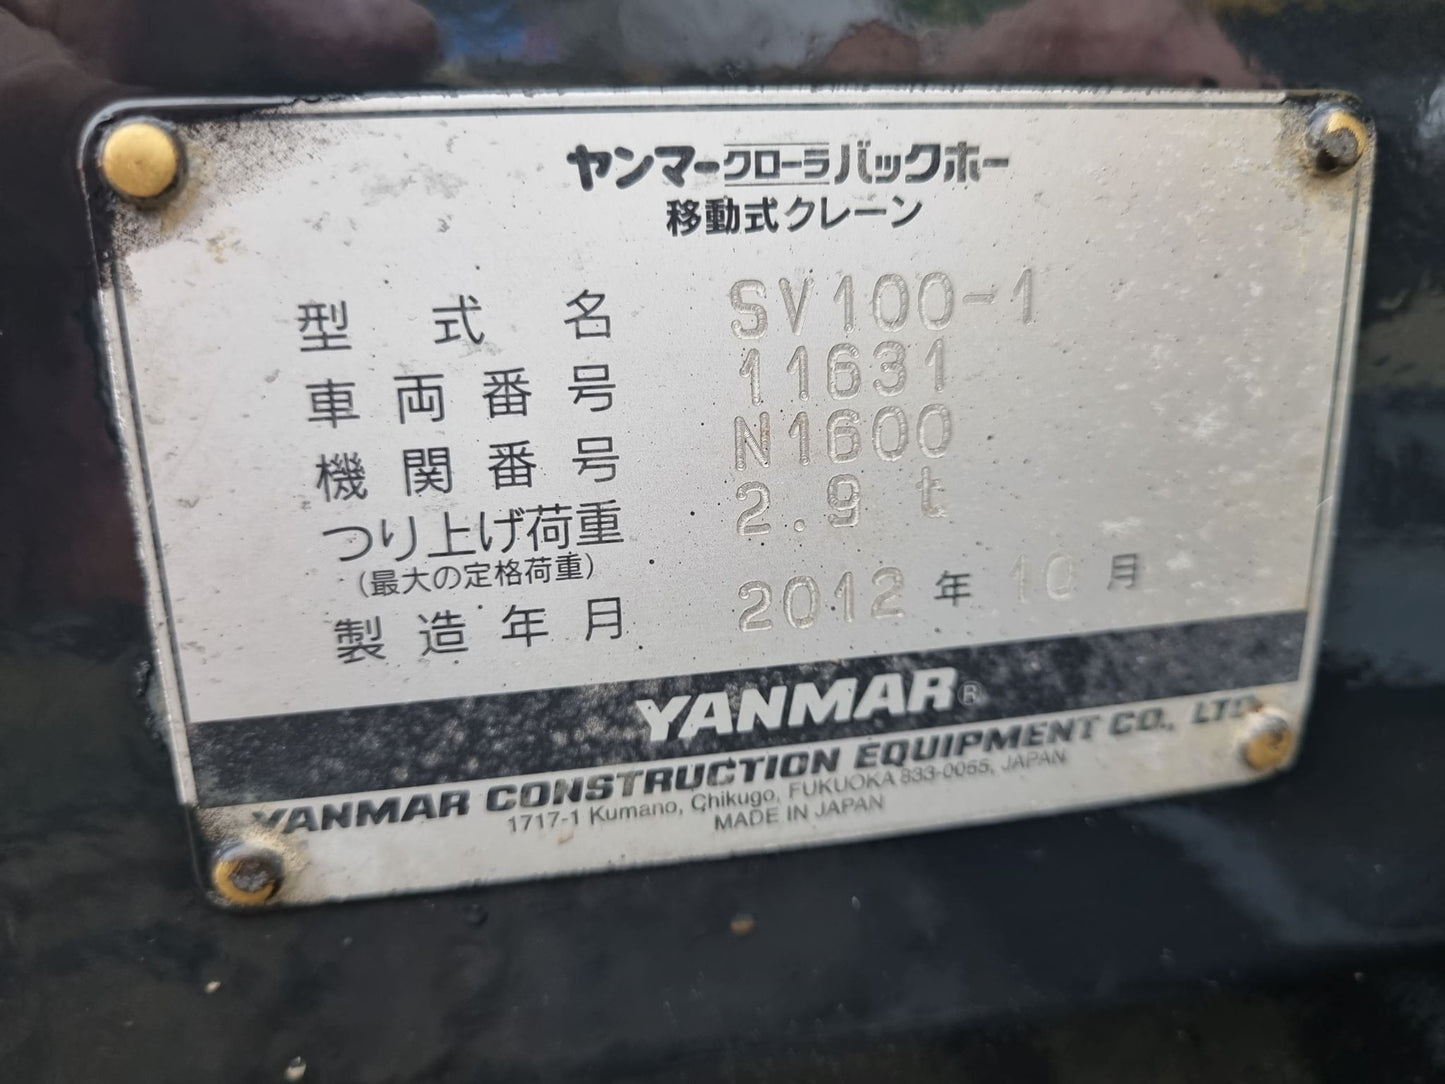 ヤンマークローラバックホー
移動式クレーン
型式名 SV100-1
車両番号 11631
機関番号 N1600
つり上げ荷重 2.9 t
(最大の定格荷重)
製造年月 2012 年 10 月
YANMAR®
YANMAR CONSTRUCTION EQUIPMENT CO., LTD.
1717-1 Kumano, Chikugo, FUKUOKA 833-0055, JAPAN
MADE IN JAPAN